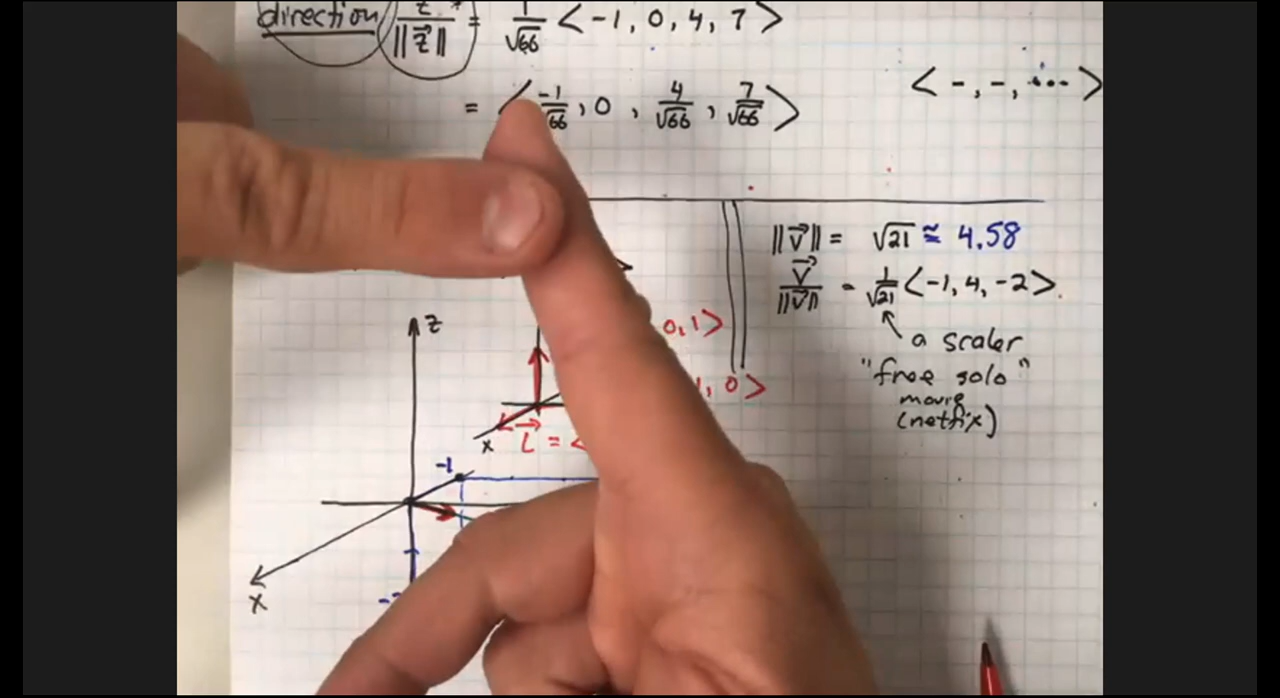 direction z/||z⃗|| = 1/√66 < -1, 0, 4, 7 >
< -, -, ... >
= < -1/√66, 0, 4/√66, 7/√66 >
||v⃗|| = √21 ≈ 4.58
v⃗/||v⃗|| = 1/√21 < -1, 4, -2 >.
a scaler
"free solo"
movie
(netfix)
z
0, 1 >
1, 0 >
x
i⃗ = <
-1
x